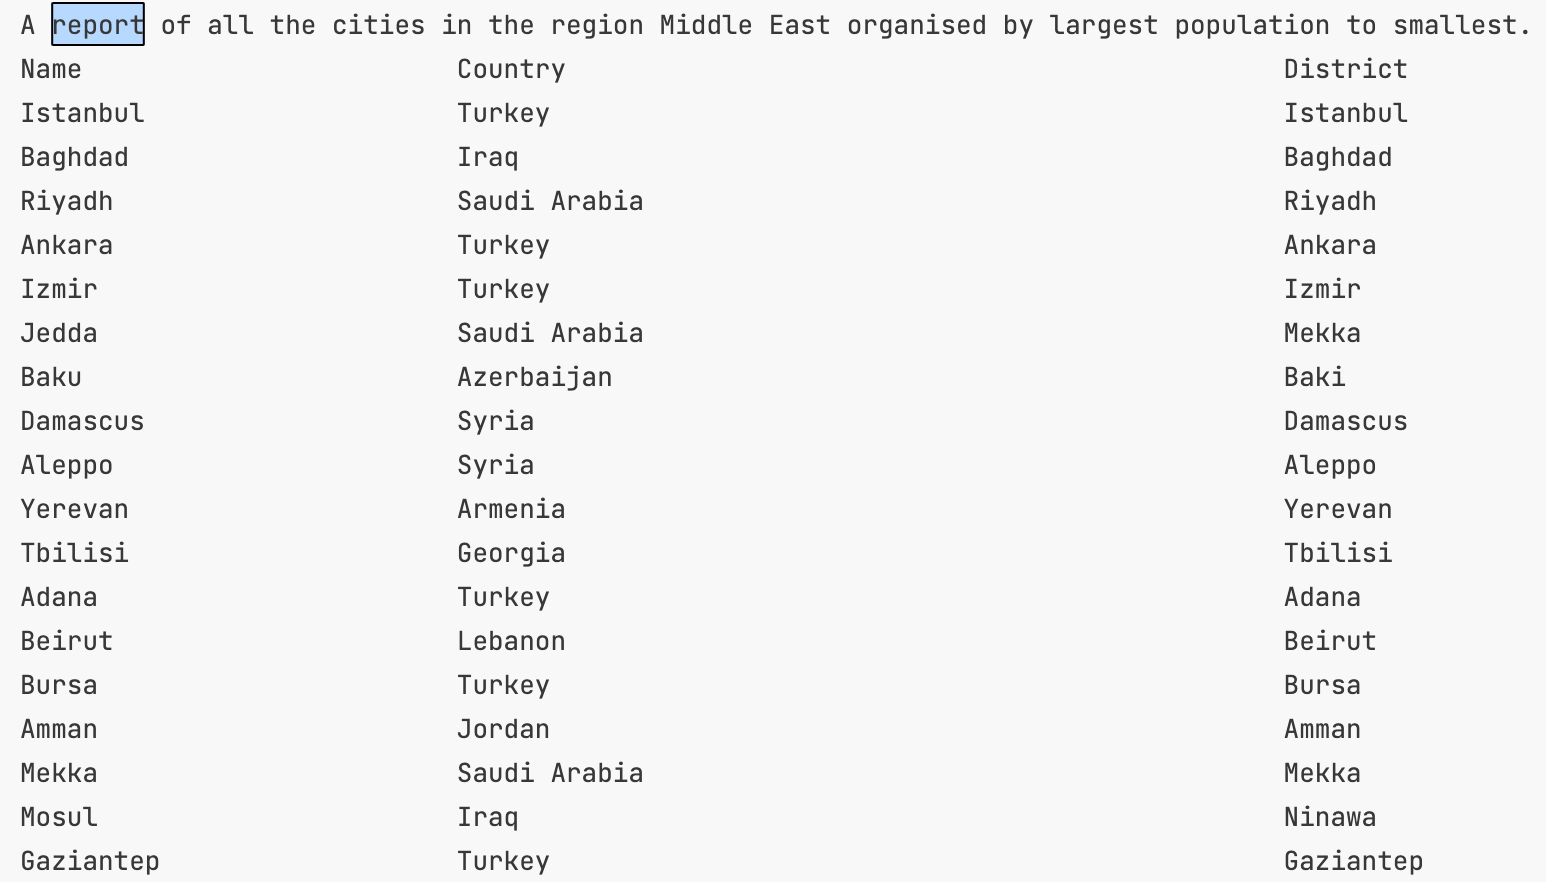 A report of all the cities in the region Middle East organised by largest population to smallest.
Name Country District
Istanbul Turkey Istanbul
Baghdad Iraq Baghdad
Riyadh Saudi Arabia Riyadh
Ankara Turkey Ankara
Izmir Turkey Izmir
Jedda Saudi Arabia Mekka
Baku Azerbaijan Baki
Damascus Syria Damascus
Aleppo Syria Aleppo
Yerevan Armenia Yerevan
Tbilisi Georgia Tbilisi
Adana Turkey Adana
Beirut Lebanon Beirut
Bursa Turkey Bursa
Amman Jordan Amman
Mekka Saudi Arabia Mekka
Mosul Iraq Ninawa
Gaziantep Turkey Gaziantep